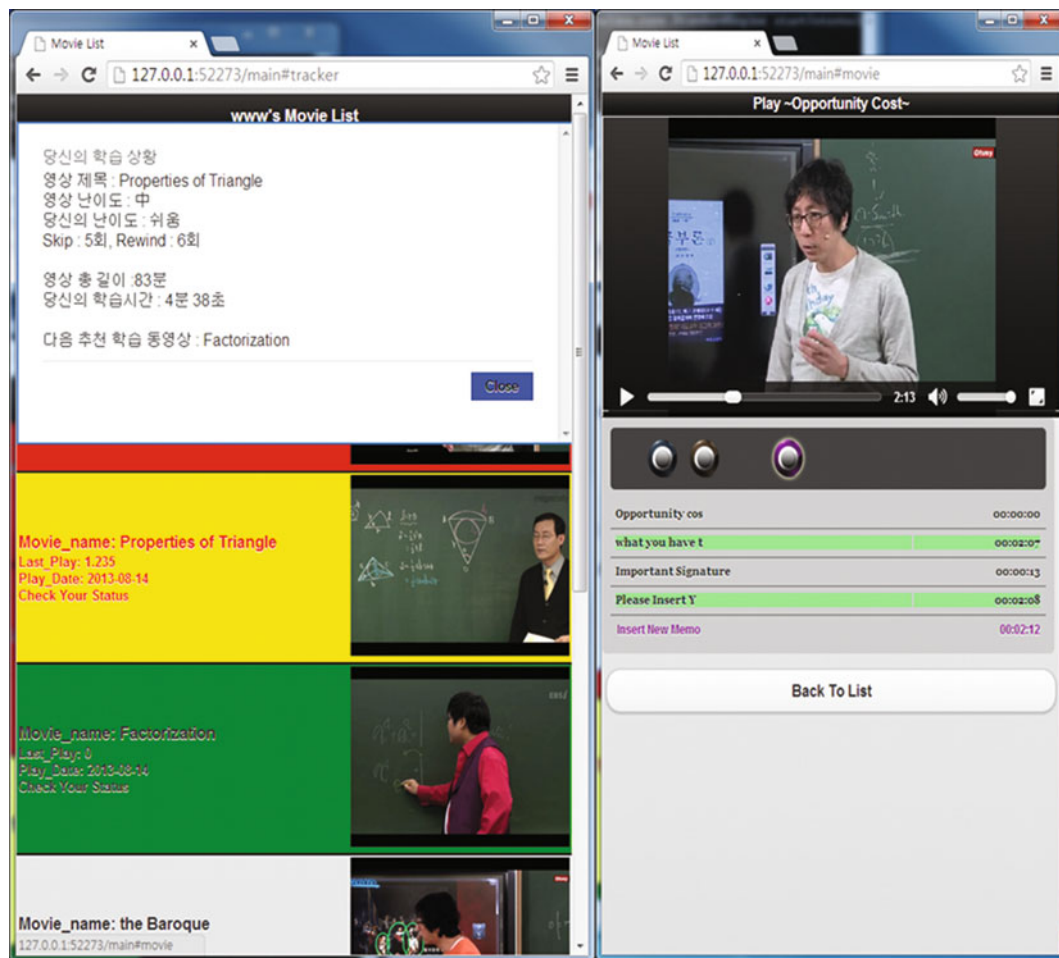 Movie List
127.0.0.1:52273/main#tracker
www's Movie List
당신의 학습 상황
영상 제목 : Properties of Triangle
영상 난이도 : 中
당신의 난이도 : 쉬움
Skip : 5회, Rewind : 6회
영상 총 길이 :83분
당신의 학습시간 : 4분 38초
다음 추천 학습 동영상 : Factorization
Close
Movie_name: Properties of Triangle
Last_Play: 1.235
Play_Date: 2013-08-14
Check Your Status
Movie_name: Factorization
Last_Play: 0
Play_Date: 2013-08-14
Check Your Status
Movie_name: the Baroque
127.0.0.1:52273/main#movie
Movie List
127.0.0.1:52273/main#movie
Play ~Opportunity Cost~
2:13
Opportunity cos 00:00:00
what you have t 00:02:07
Important Signature 00:00:13
Please Insert Y 00:02:08
Insert New Memo 00:02:12
Back To List